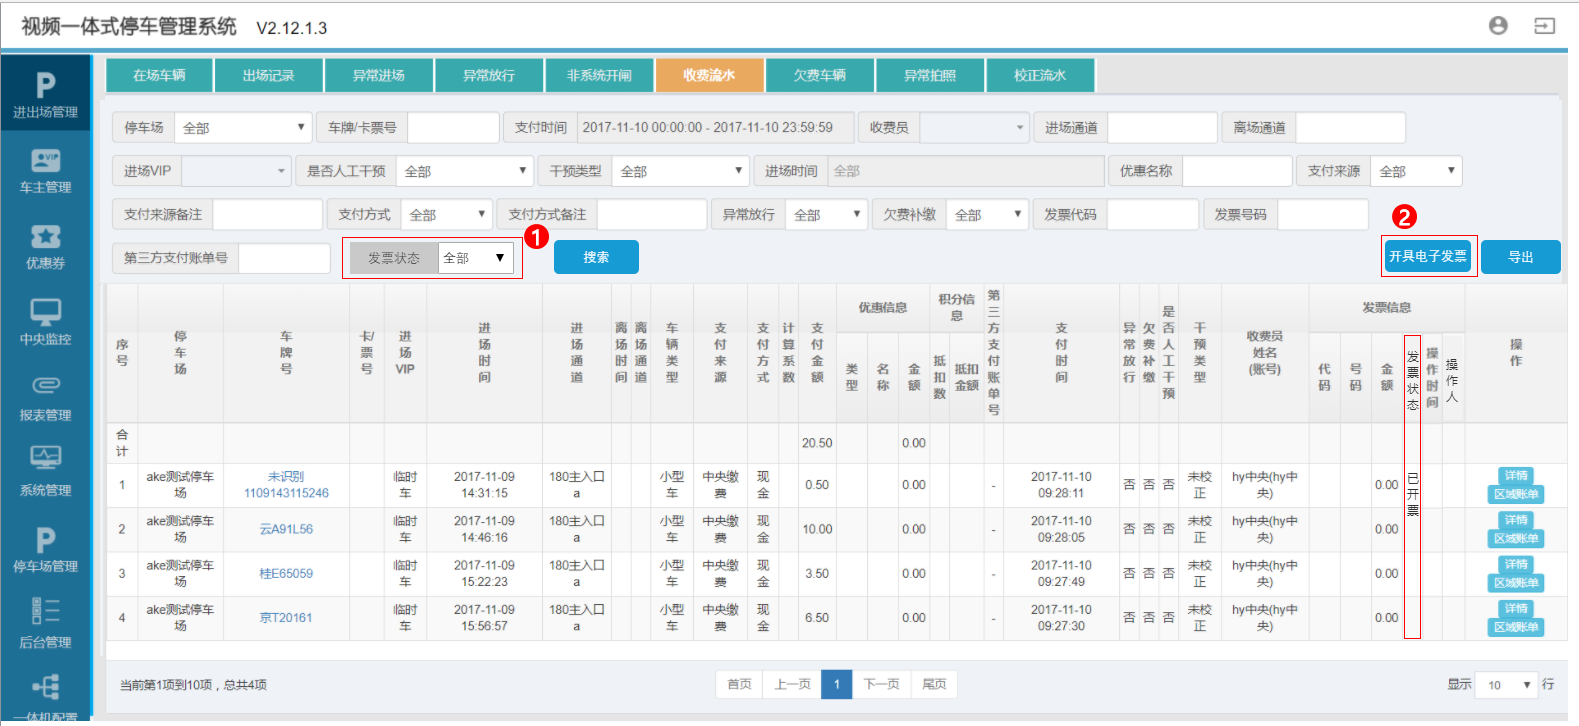 视频一体式停车管理系统 V2.12.1.3
进出场管理
车主管理
优惠券
中央监控
报表管理
系统管理
停车场管理
后台管理
一体机配置
在场车辆 出场记录 异常进场 异常放行 非系统开闸 收费流水 欠费车辆 异常拍照 校正流水
停车场 全部 车牌/卡票号 支付时间 2017-11-10 00:00:00 - 2017-11-10 23:59:59 收费员 进场通道 离场通道
进场VIP 是否人工干预 全部 干预类型 全部 进场时间 全部 优惠名称 支付来源 全部
支付来源备注 支付方式 全部 支付方式备注 异常放行 全部 欠费补缴 全部 发票代码 发票号码
第三方支付账单号 发票状态 全部 1 搜索 2 开具电子发票 导出
序号 停车场 车牌号 卡/票号 进场VIP 进场时间 进场通道 离场时间 离场通道 车辆类型 支付来源 支付方式 计算系数 支付金额 优惠信息 类型 名称 金额 积分信息 抵扣数 抵扣金额 第三方支付账单号 支付时间 异常放行 欠费补缴 是否人工干预 干预类型 收费员姓名(账号) 发票信息 代码 号码 金额 发票状态 操作时间 操作人 操作
合计 20.50 0.00
1 ake测试停车场 未识别1109143115246 临时车 2017-11-09 14:31:15 180主入口a 小型车 中央缴费 现金 0.50 0.00 - 2017-11-10 09:28:11 否 否 否 未校正 hy中央(hy中央) 0.00 已开票 详情 区域账单
2 ake测试停车场 云A91L56 临时车 2017-11-09 14:46:16 180主入口a 小型车 中央缴费 现金 10.00 0.00 - 2017-11-10 09:28:05 否 否 否 未校正 hy中央(hy中央) 0.00 详情 区域账单
3 ake测试停车场 桂E65059 临时车 2017-11-09 15:22:23 180主入口a 小型车 中央缴费 现金 3.50 0.00 - 2017-11-10 09:27:49 否 否 否 未校正 hy中央(hy中央) 0.00 详情 区域账单
4 ake测试停车场 京T20161 临时车 2017-11-09 15:56:57 180主入口a 小型车 中央缴费 现金 6.50 0.00 - 2017-11-10 09:27:30 否 否 否 未校正 hy中央(hy中央) 0.00 详情 区域账单
当前第1项到10项，总共4项 首页 上一页 1 下一页 尾页 显示 10 行